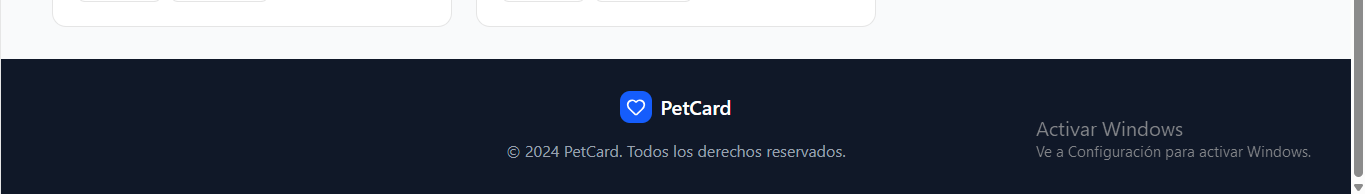 PetCard
© 2024 PetCard. Todos los derechos reservados.
Activar Windows
Ve a Configuración para activar Windows.